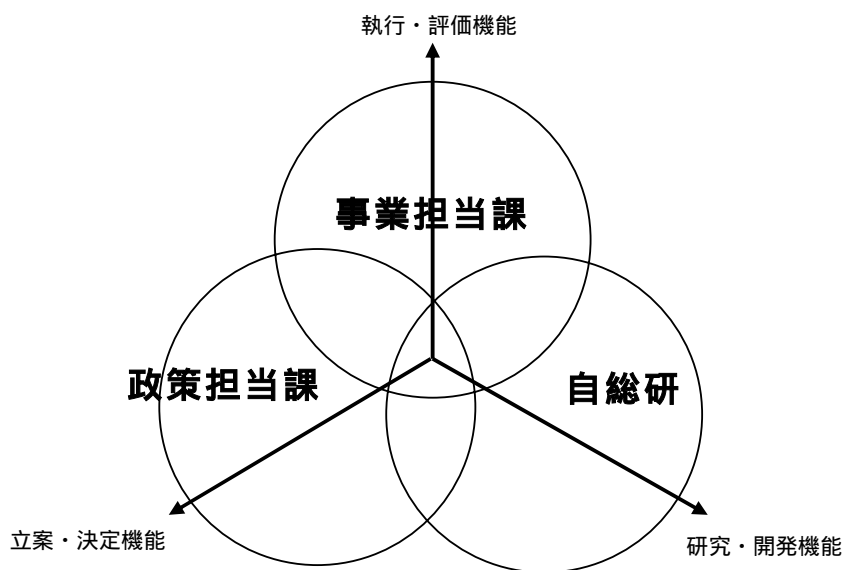 執行・評価機能
事業担当課
政策担当課
自総研
立案・決定機能
研究・開発機能